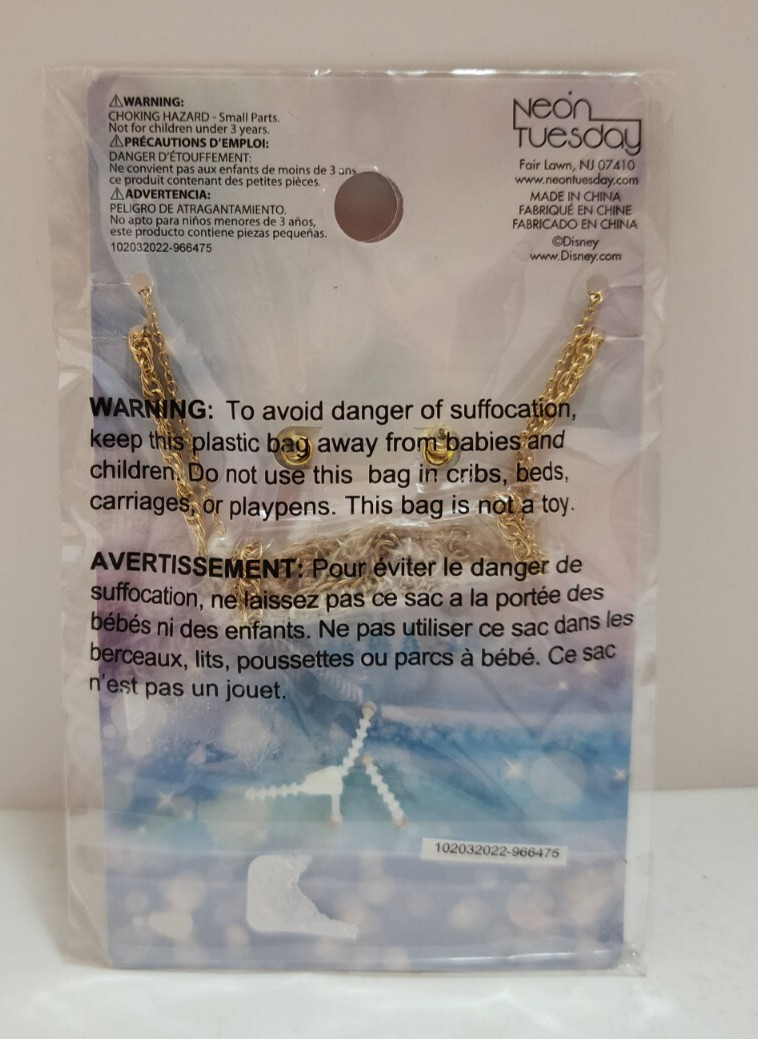 ⚠WARNING:
CHOKING HAZARD - Small Parts.
Not for children under 3 years.
⚠PRÉCAUTIONS D'EMPLOI:
DANGER D'ÉTOUFFEMENT:
Ne convient pas aux enfants de moins de 3 ans
ce produit contenant des petites pièces.
⚠ADVERTENCIA:
PELIGRO DE ATRAGANTAMIENTO.
No apto para niños menores de 3 años,
este producto contiene piezas pequeñas.
102032022-966475
Neon
Tuesday
Fair Lawn, NJ 07410
www.neontuesday.com
MADE IN CHINA
FABRIQUÉ EN CHINE
FABRICADO EN CHINA
©Disney
www.Disney.com
WARNING: To avoid danger of suffocation,
keep this plastic bag away from babies and
children. Do not use this bag in cribs, beds,
carriages, or playpens. This bag is not a toy.
AVERTISSEMENT: Pour éviter le danger de
suffocation, ne laissez pas ce sac a la portée des
bébés ni des enfants. Ne pas utiliser ce sac dans les
berceaux, lits, poussettes ou parcs à bébé. Ce sac
n'est pas un jouet.
102032022-966475